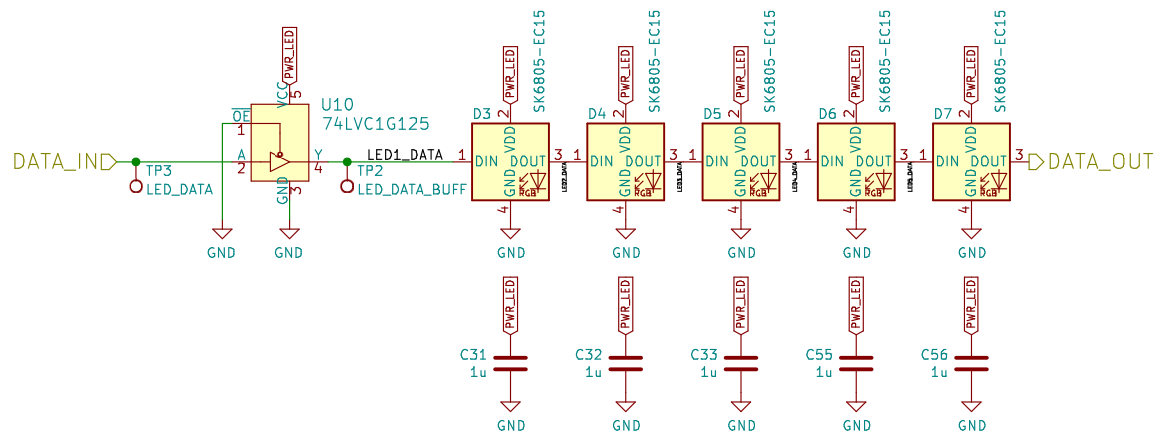 PWR_LED
VCC
5
U10
74LVC1G125
OE
1
DATA_IN
A
2
Y
4
TP3
LED_DATA
TP2
LED_DATA_BUFF
LED1_DATA
GND
3
GND
GND
PWR_LED
SK6805-EC15
2
D3
VDD
1
DIN
DOUT
3
GND
RGB
4
GND
LED2_DATA
PWR_LED
SK6805-EC15
2
D4
VDD
1
DIN
DOUT
3
GND
RGB
4
GND
LED3_DATA
PWR_LED
SK6805-EC15
2
D5
VDD
1
DIN
DOUT
3
GND
RGB
4
GND
LED4_DATA
PWR_LED
SK6805-EC15
2
D6
VDD
1
DIN
DOUT
3
GND
RGB
4
GND
LED5_DATA
PWR_LED
SK6805-EC15
2
D7
VDD
1
DIN
DOUT
3
GND
RGB
4
GND
DATA_OUT
PWR_LED
C31
1u
GND
PWR_LED
C32
1u
GND
PWR_LED
C33
1u
GND
PWR_LED
C55
1u
GND
PWR_LED
C56
1u
GND